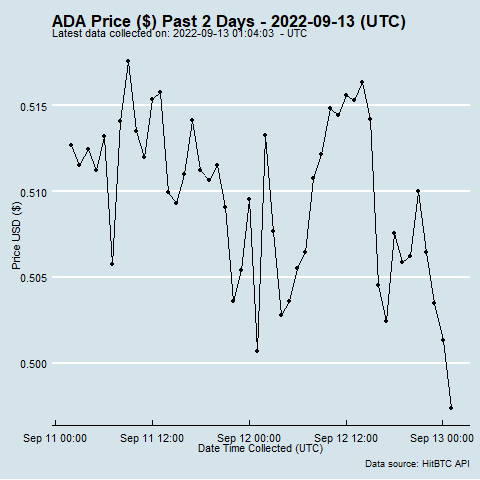 ADA Price ($) Past 2 Days - 2022-09-13 (UTC)
Latest data collected on: 2022-09-13 01:04:03 - UTC
0.515
0.510
0.505
0.500
Price USD ($)
Sep 11 00:00 Sep 11 12:00 Sep 12 00:00 Sep 12 12:00 Sep 13 00:00
Date Time Collected (UTC)
Data source: HitBTC API